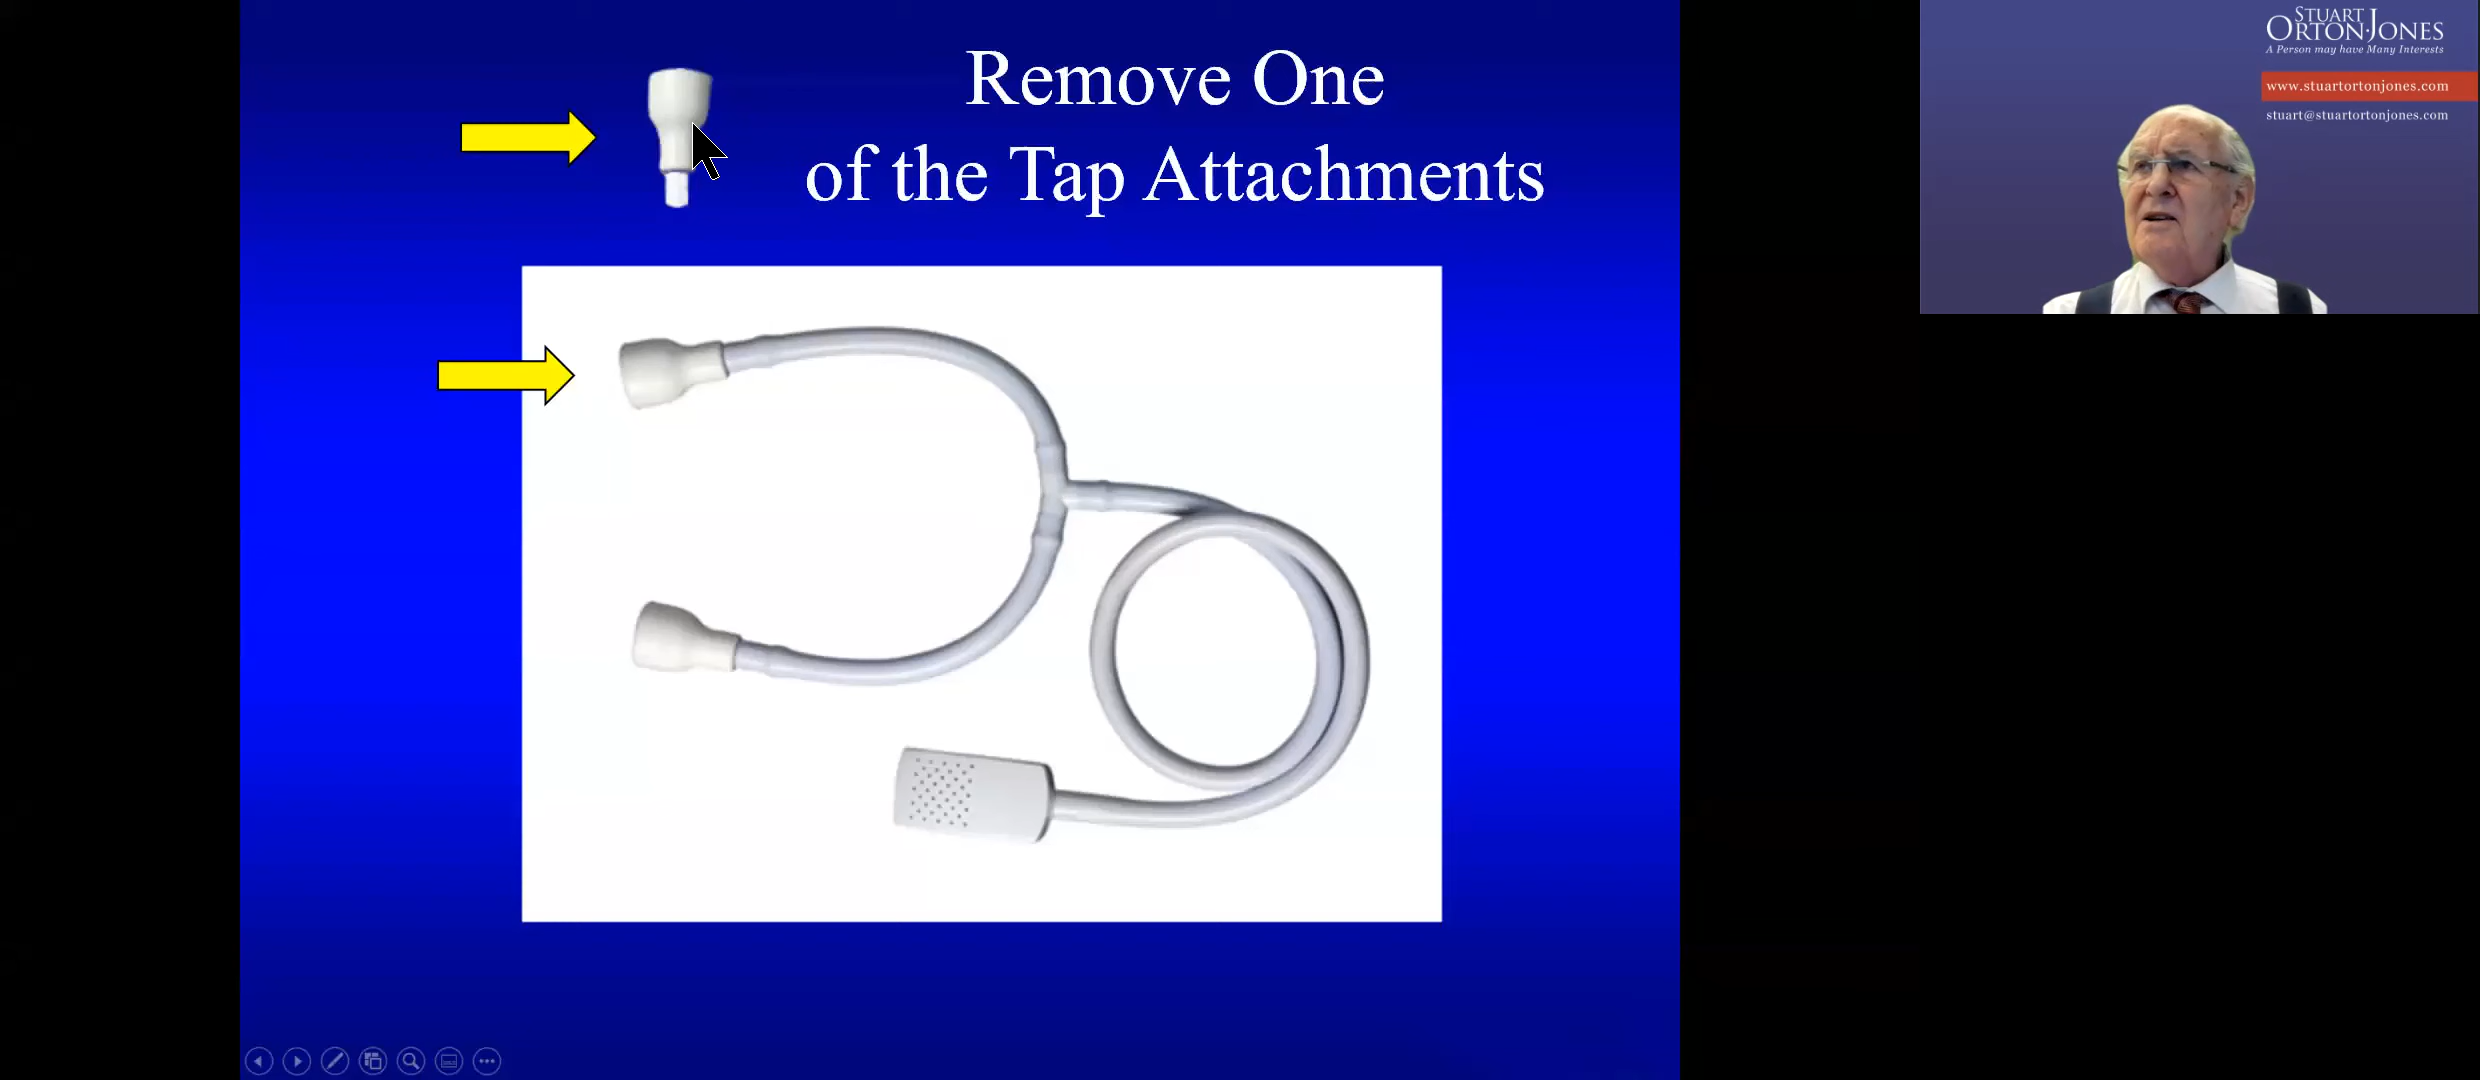 Remove One
of the Tap Attachments
STUART
ORTON-JONES
A Person may have Many Interests
www.stuartortonjones.com
stuart@stuartortonjones.com